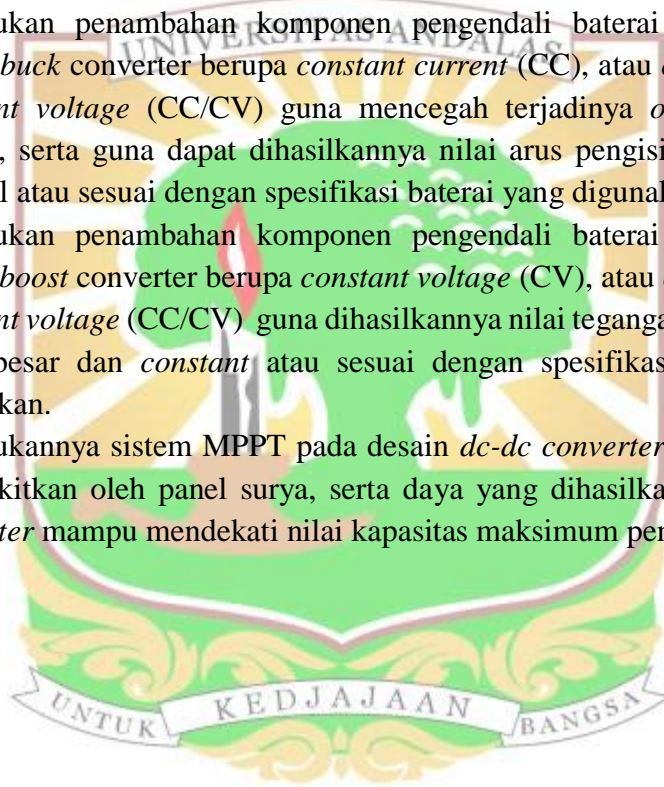 ukan penambahan komponen pengendali baterai
UNIVERSITAS ANDALAS
buck converter berupa constant current (CC), atau
nt voltage (CC/CV) guna mencegah terjadinya
, serta guna dapat dihasilkannya nilai arus pengisi
l atau sesuai dengan spesifikasi baterai yang digunal
ukan penambahan komponen pengendali baterai
boost converter berupa constant voltage (CV), atau
nt voltage (CC/CV) guna dihasilkannya nilai teganga
besar dan constant atau sesuai dengan spesifikas
kan.
ukannya sistem MPPT pada desain dc-dc converter
kitkan oleh panel surya, serta daya yang dihasilka
ter mampu mendekati nilai kapasitas maksimum per
UNTUK KEDJAJAAN BANGSA